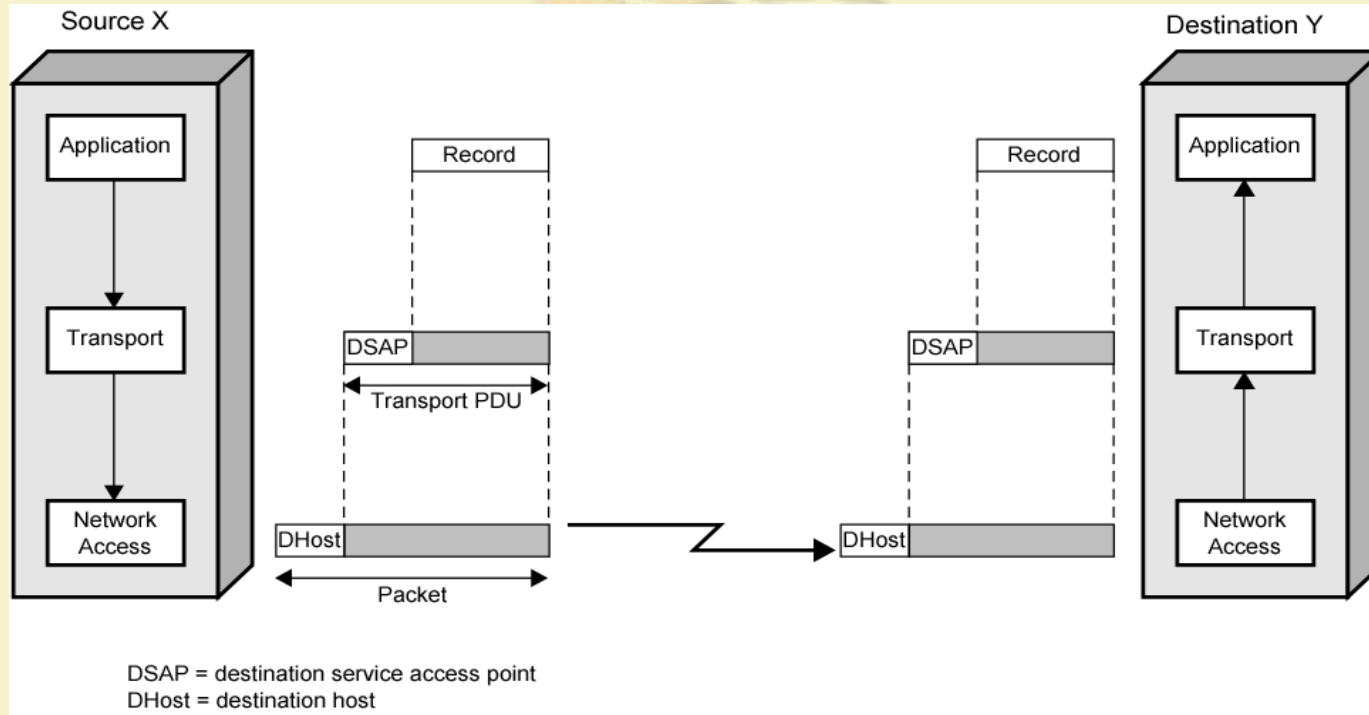 Source X
Destination Y
Application
Record
Record
Application
Transport
DSAP
Transport PDU
DSAP
Transport
Network
Access
DHost
Packet
DHost
Network
Access
DSAP = destination service access point
DHost = destination host